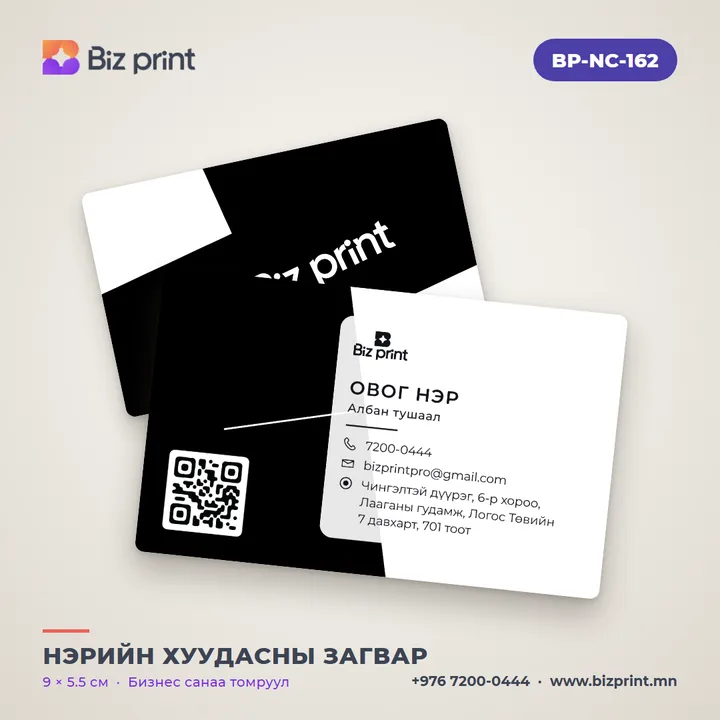 Biz print
BP-NC-162
Biz print
Biz print
ОВОГ НЭР
Албан тушаал
7200-0444
bizprintpro@gmail.com
Чингэлтэй дүүрэг, 6-р хороо,
Лааганы гудамж, Логос Төвийн
7 давхарт, 701 тоот
НЭРИЙН ХУУДАСНЫ ЗАГВАР
9 × 5.5 см · Бизнес санаа томруул
+976 7200-0444 · www.bizprint.mn